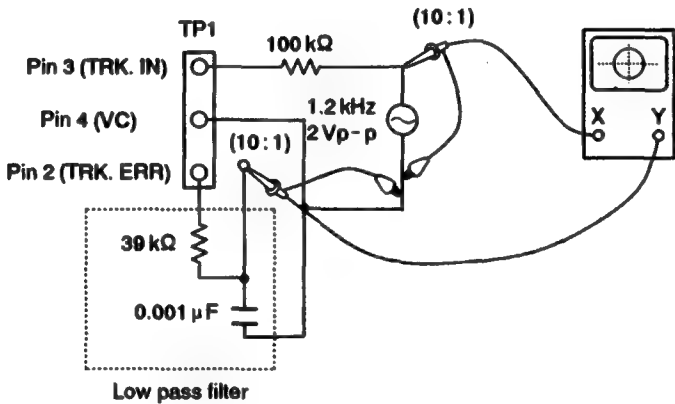 TP1
(10 : 1)
100 kΩ
Pin 3 (TRK. IN)
Pin 4 (VC)
1.2 kHz
2 Vp-p
X
Y
(10 : 1)
Pin 2 (TRK. ERR)
39 kΩ
0.001 μF
Low pass filter